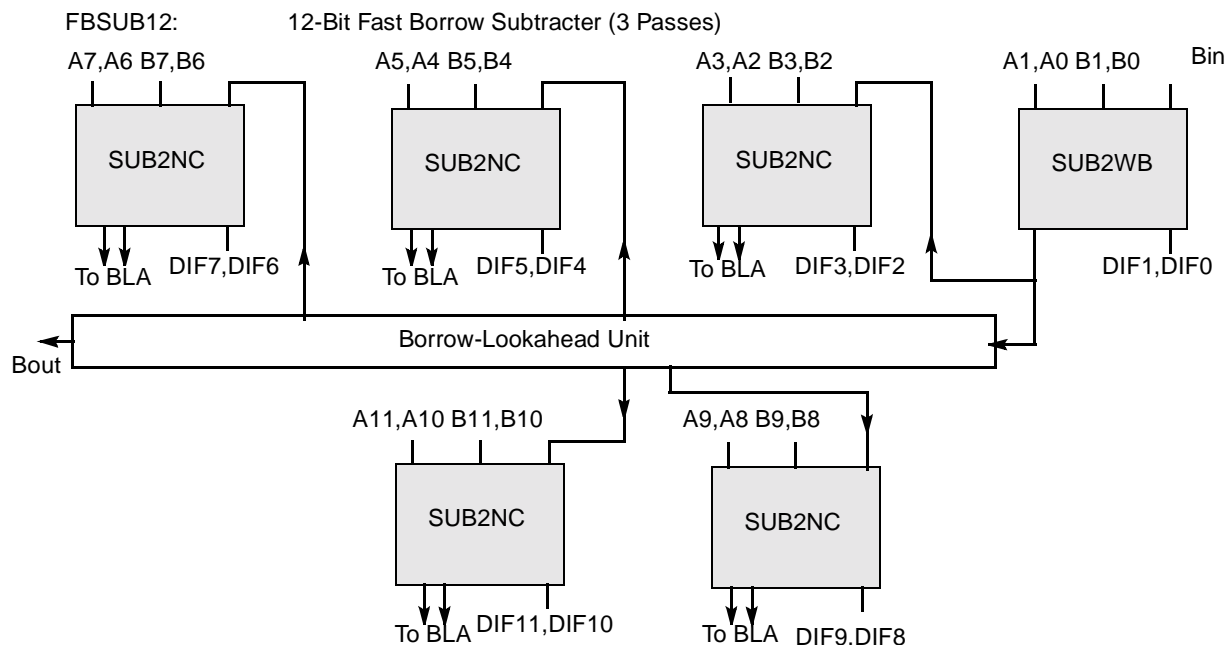 FBSUB12: 12-Bit Fast Borrow Subtracter (3 Passes)
A7,A6 B7,B6
A5,A4 B5,B4
A3,A2 B3,B2
A1,A0 B1,B0
Bin
SUB2NC
SUB2NC
SUB2NC
SUB2WB
To BLA
DIF7,DIF6
To BLA
DIF5,DIF4
To BLA
DIF3,DIF2
DIF1,DIF0
Borrow-Lookahead Unit
Bout
A11,A10 B11,B10
A9,A8 B9,B8
SUB2NC
SUB2NC
To BLA
DIF11,DIF10
To BLA
DIF9,DIF8